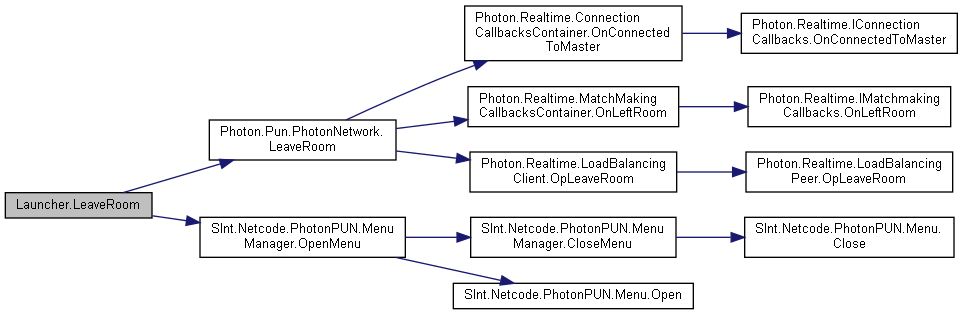 Photon.Realtime.Connection
CallbacksContainer.OnConnected
ToMaster
Photon.Realtime.IConnection
Callbacks.OnConnectedToMaster
Photon.Realtime.MatchMaking
CallbacksContainer.OnLeftRoom
Photon.Realtime.IMatchmaking
Callbacks.OnLeftRoom
Photon.Pun.PhotonNetwork.
LeaveRoom
Photon.Realtime.LoadBalancing
Client.OpLeaveRoom
Photon.Realtime.LoadBalancing
Peer.OpLeaveRoom
Launcher.LeaveRoom
SInt.Netcode.PhotonPUN.Menu
Manager.OpenMenu
SInt.Netcode.PhotonPUN.Menu
Manager.CloseMenu
SInt.Netcode.PhotonPUN.Menu.
Close
SInt.Netcode.PhotonPUN.Menu.Open